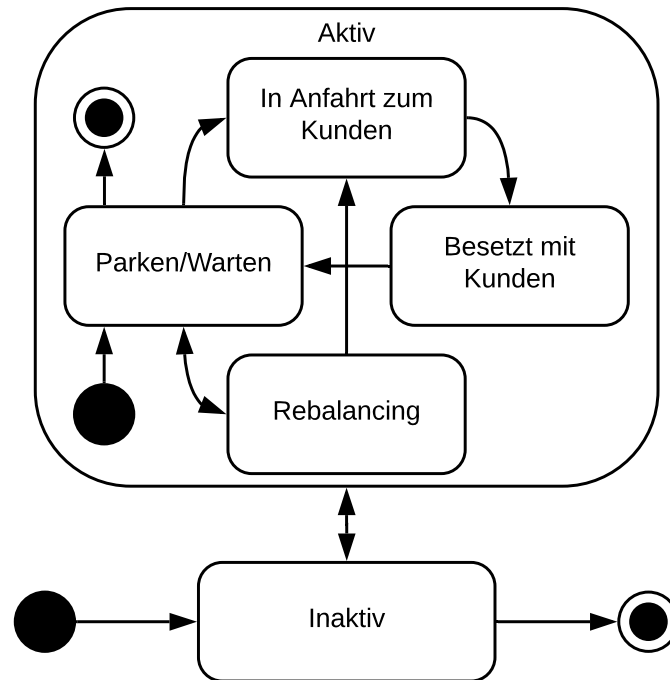 Aktiv
In Anfahrt zum
Kunden
Parken/Warten
Besetzt mit
Kunden
Rebalancing
Inaktiv